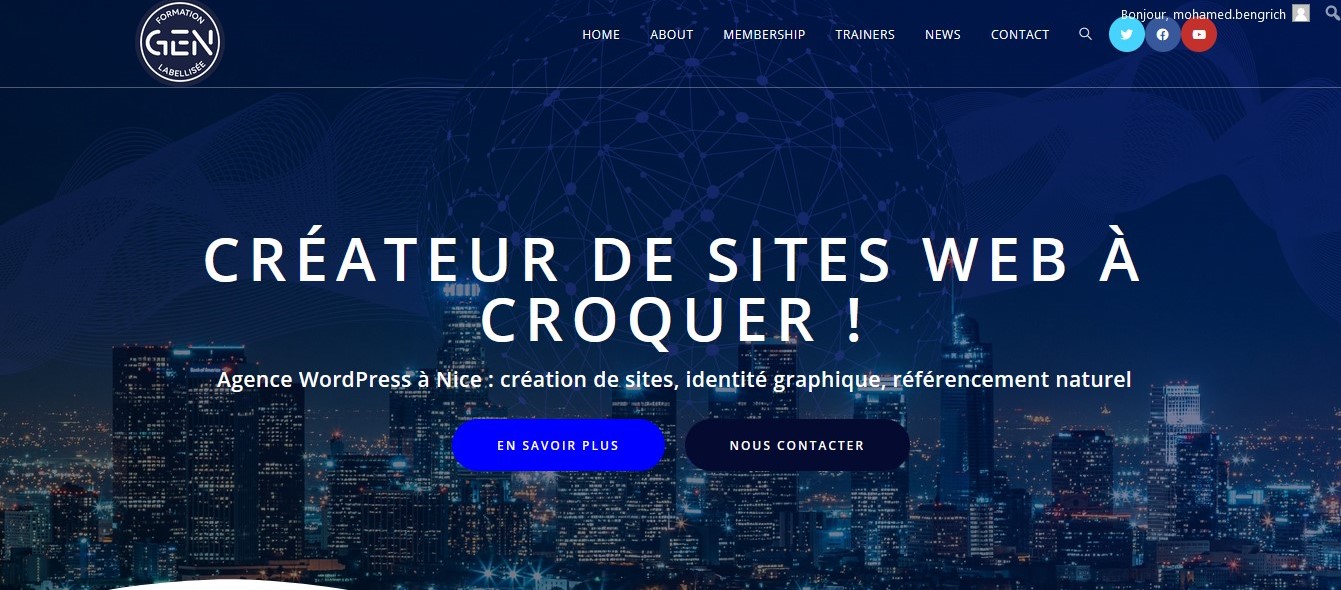 Bonjour, mohamed.bengrich
FORMATION
GEN
LABELLISÉE
HOME ABOUT MEMBERSHIP TRAINERS NEWS CONTACT
CRÉATEUR DE SITES WEB À
CROQUER !
Agence WordPress à Nice : création de sites, identité graphique, référencement naturel
EN SAVOIR PLUS NOUS CONTACTER